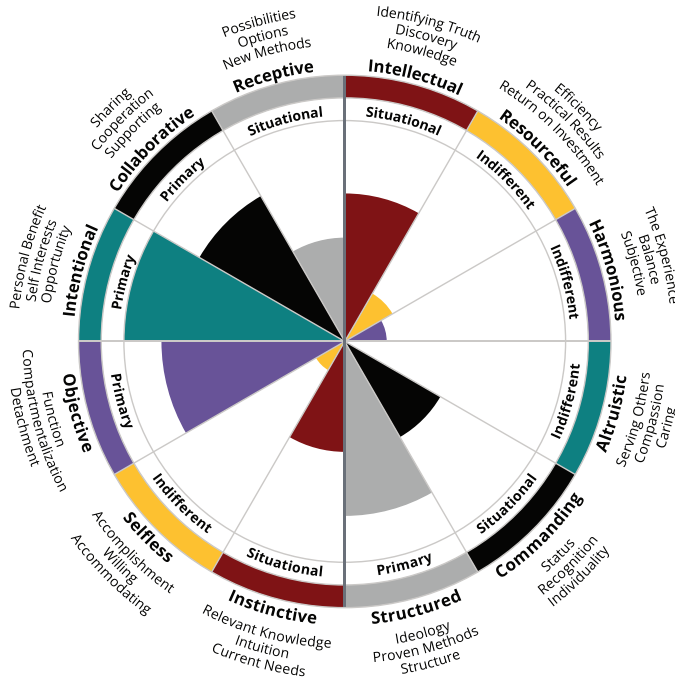 Possibilities
Options
New Methods
Receptive
Situational
Identifying Truth
Discovery
Knowledge
Intellectual
Situational
Efficiency
Practical Results
Return on Investment
Resourceful
Indifferent
The Experience
Balance
Subjective
Harmonious
Indifferent
Serving Others
Compassion
Caring
Altruistic
Indifferent
Status
Recognition
Individuality
Commanding
Situational
Primary
Structured
Ideology
Proven Methods
Structure
Situational
Instinctive
Relevant Knowledge
Intuition
Current Needs
Indifferent
Selfless
Accomplishment
Willing
Accommodating
Primary
Objective
Function
Compartmentalization
Detachment
Personal Benefit
Self Interests
Opportunity
Intentional
Primary
Sharing
Cooperation
Supporting
Collaborative
Primary